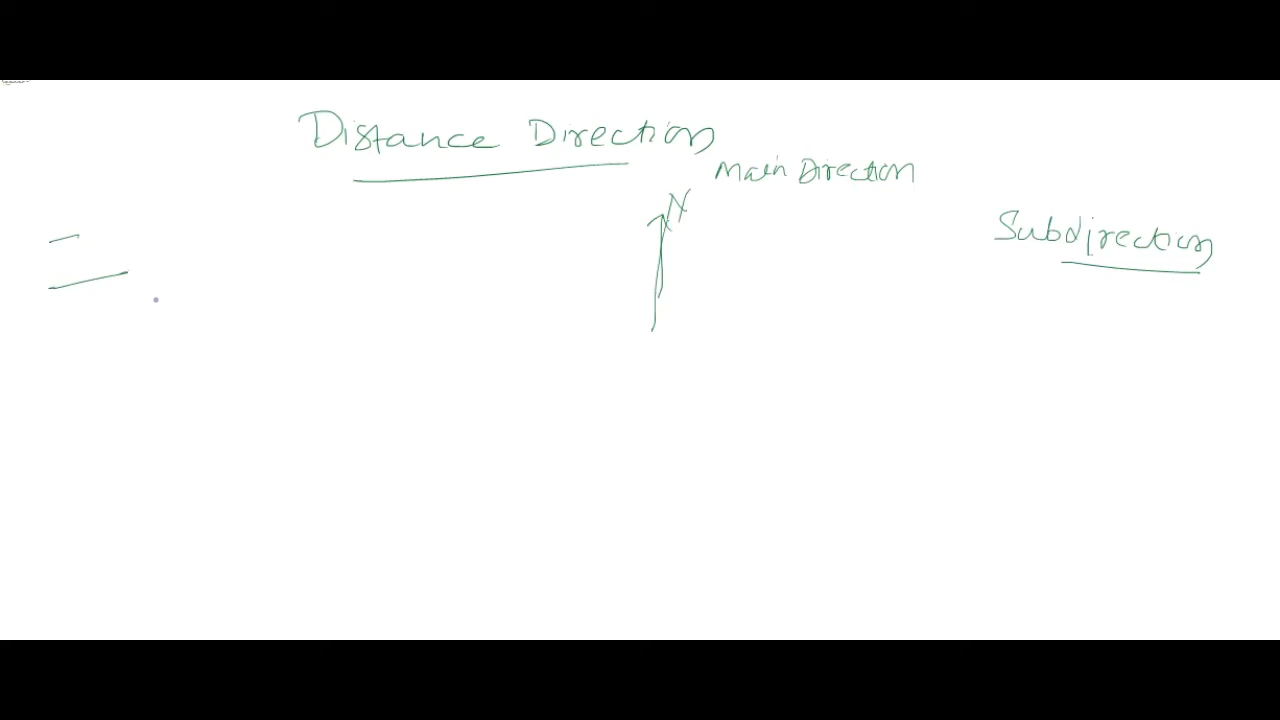 Distance Direction
Main Direction
N
Subdirection